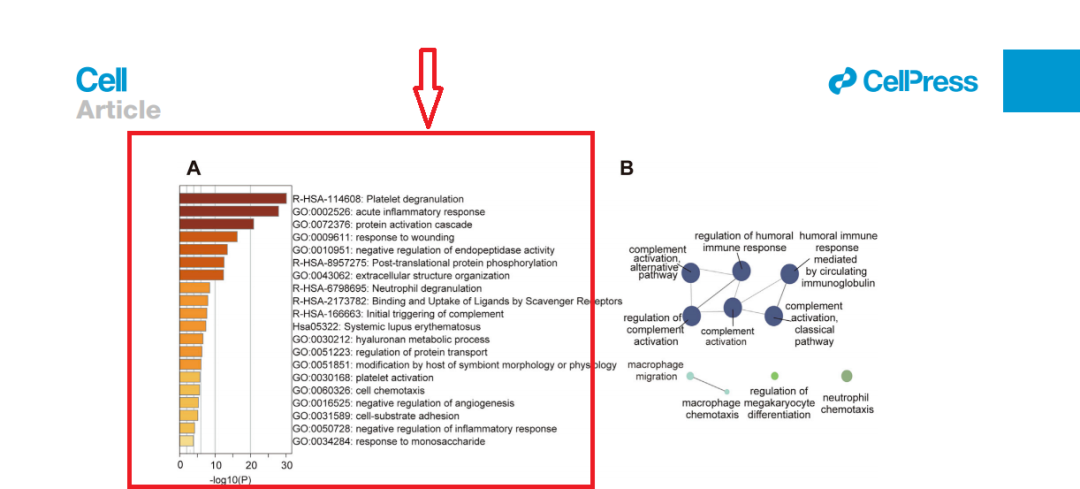 Cell
Article
CellPress
A
R-HSA-114608: Platelet degranulation
GO:0002526: acute inflammatory response
GO:0072376: protein activation cascade
GO:0009611: response to wounding
GO:0010951: negative regulation of endopeptidase activity
R-HSA-8957275: Post-translational protein phosphorylation
GO:0043062: extracellular structure organization
R-HSA-6798695: Neutrophil degranulation
R-HSA-2173782: Binding and Uptake of Ligands by Scavenger Receptors
R-HSA-166663: Initial triggering of complement
Hsa05322: Systemic lupus erythematosus
GO:0030212: hyaluronan metabolic process
GO:0051223: regulation of protein transport
GO:0051851: modification by host of symbiont morphology or physiology
GO:0030168: platelet activation
GO:0060326: cell chemotaxis
GO:0016525: negative regulation of angiogenesis
GO:0031589: cell-substrate adhesion
GO:0050728: negative regulation of inflammatory response
GO:0034284: response to monosaccharide
0 10 20 30
-log10(P)
B
complement
activation,
alternative
pathway
regulation of humoral
immune response
humoral immune
response
mediated
by circulating
immunoglobulin
regulation of
complement
activation
complement
activation
complement
activation,
classical
pathway
macrophage
migration
macrophage
chemotaxis
regulation of
megakaryocyte
differentiation
neutrophil
chemotaxis